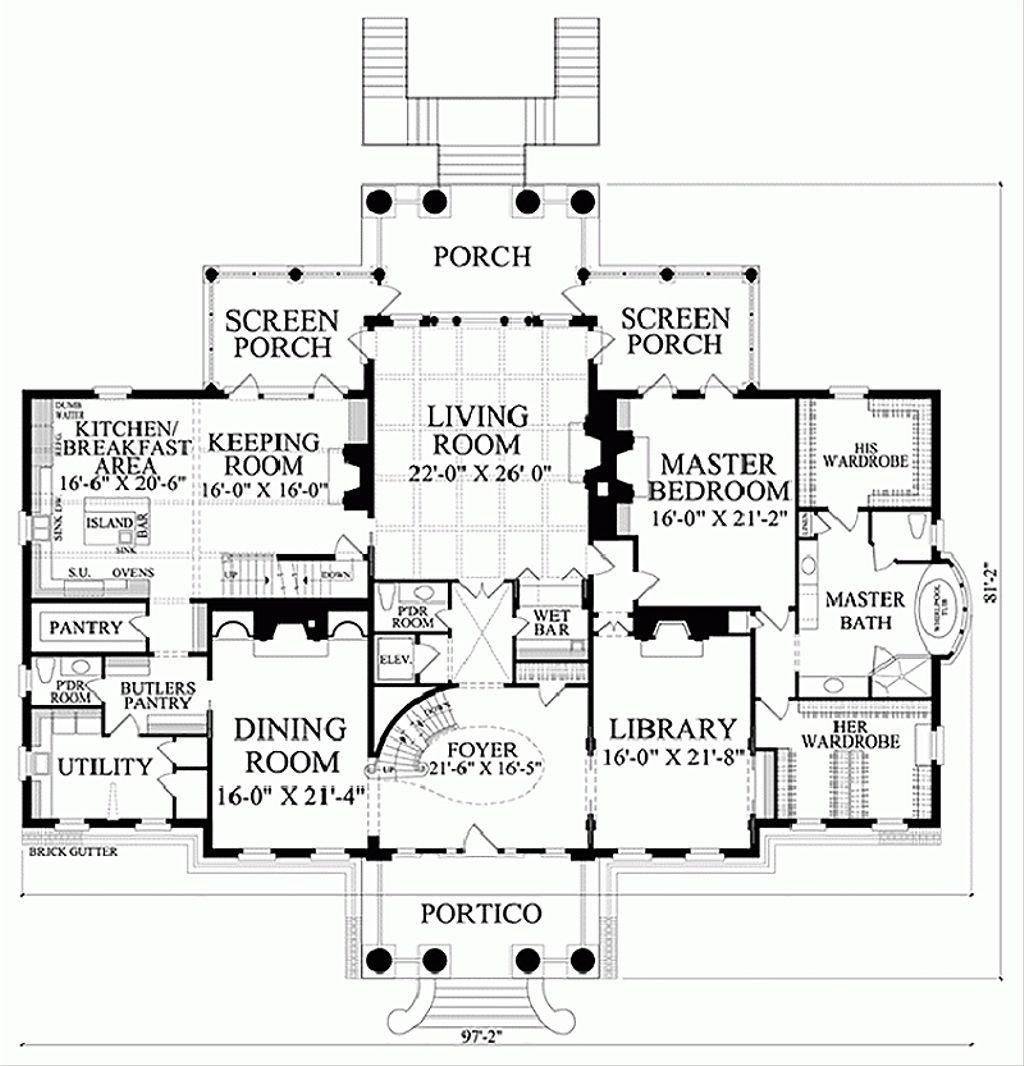 PORCH
SCREEN
PORCH
SCREEN
PORCH
DUMB
WAITER
REFG.
KITCHEN/
BREAKFAST
AREA
16'-6" X 20'-6"
KEEPING
ROOM
16'-0" X 16'-0"
LIVING
ROOM
22'-0" X 26'0"
MASTER
BEDROOM
16'-0" X 21'-2"
HIS
WARDROBE
SINK DW.
ISLAND
BAR
SINK
LINEN
S.U. OVENS
UP
DOWN
PANTRY
P'DR
ROOM
WET
BAR
MASTER
BATH
WHIRLPOOL
TUB
81'-2"
ELEV.
P'DR
ROOM
BUTLERS
PANTRY
UTILITY
DINING
ROOM
16-0" X 21'-4"
DOWN
UP
FOYER
21'-6" X 16'-5"
LIBRARY
16'-0" X 21'-8"
HER
WARDROBE
BRICK GUTTER
PORTICO
97'-2"